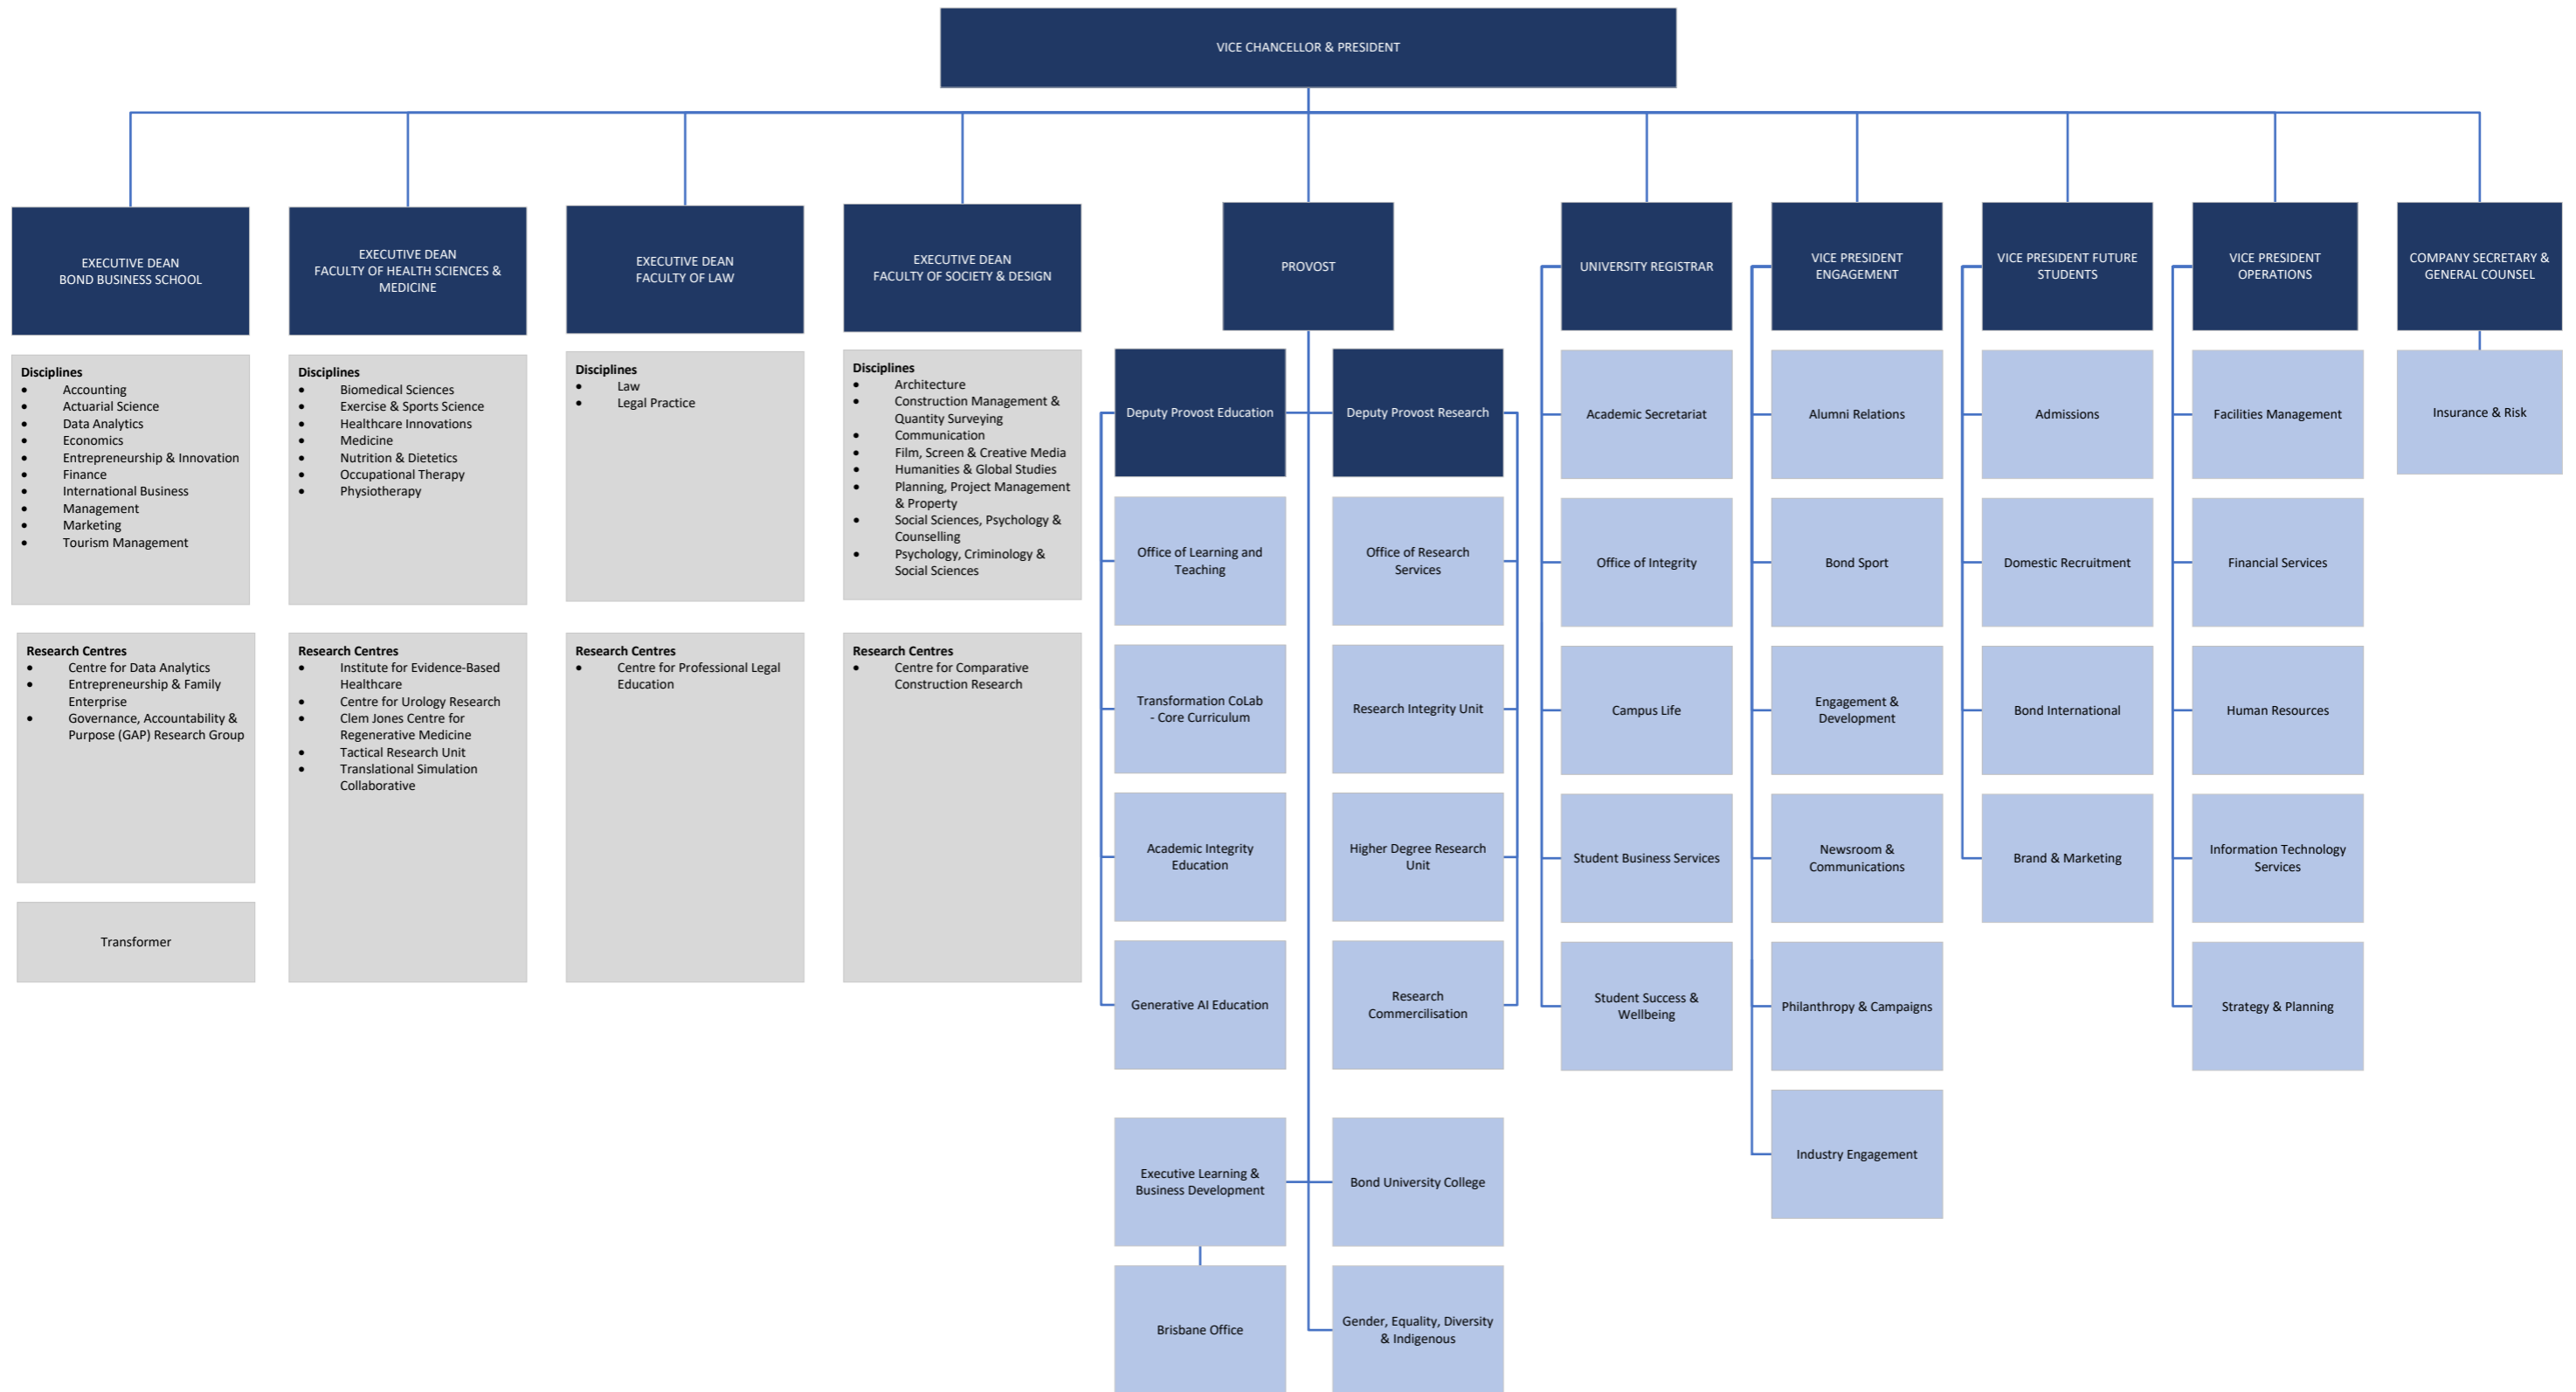 VICE CHANCELLOR & PRESIDENT
EXECUTIVE DEAN
BOND BUSINESS SCHOOL
EXECUTIVE DEAN
FACULTY OF HEALTH SCIENCES &
MEDICINE
EXECUTIVE DEAN
FACULTY OF LAW
EXECUTIVE DEAN
FACULTY OF SOCIETY & DESIGN
PROVOST
UNIVERSITY REGISTRAR
VICE PRESIDENT
ENGAGEMENT
VICE PRESIDENT FUTURE
STUDENTS
VICE PRESIDENT
OPERATIONS
COMPANY SECRETARY &
GENERAL COUNSEL
Disciplines
• Accounting
• Actuarial Science
• Data Analytics
• Economics
• Entrepreneurship & Innovation
• Finance
• International Business
• Management
• Marketing
• Tourism Management
Research Centres
• Centre for Data Analytics
• Entrepreneurship & Family
Enterprise
• Governance, Accountability &
Purpose (GAP) Research Group
Transformer
Disciplines
• Biomedical Sciences
• Exercise & Sports Science
• Healthcare Innovations
• Medicine
• Nutrition & Dietetics
• Occupational Therapy
• Physiotherapy
Research Centres
• Institute for Evidence-Based
Healthcare
• Centre for Urology Research
• Clem Jones Centre for
Regenerative Medicine
• Tactical Research Unit
• Translational Simulation
Collaborative
Disciplines
• Law
• Legal Practice
Research Centres
• Centre for Professional Legal
Education
Disciplines
• Architecture
• Construction Management &
Quantity Surveying
• Communication
• Film, Screen & Creative Media
• Humanities & Global Studies
• Planning, Project Management
& Property
• Social Sciences, Psychology &
Counselling
• Psychology, Criminology &
Social Sciences
Research Centres
• Centre for Comparative
Construction Research
Deputy Provost Education
Office of Learning and
Teaching
Transformation CoLab
- Core Curriculum
Academic Integrity
Education
Generative AI Education
Deputy Provost Research
Office of Research
Services
Research Integrity Unit
Higher Degree Research
Unit
Research
Commercilisation
Executive Learning &
Business Development
Brisbane Office
Bond University College
Gender, Equality, Diversity
& Indigenous
Academic Secretariat
Office of Integrity
Campus Life
Student Business Services
Student Success &
Wellbeing
Alumni Relations
Bond Sport
Engagement &
Development
Newsroom &
Communications
Philanthropy & Campaigns
Industry Engagement
Admissions
Domestic Recruitment
Bond International
Brand & Marketing
Facilities Management
Financial Services
Human Resources
Information Technology
Services
Strategy & Planning
Insurance & Risk